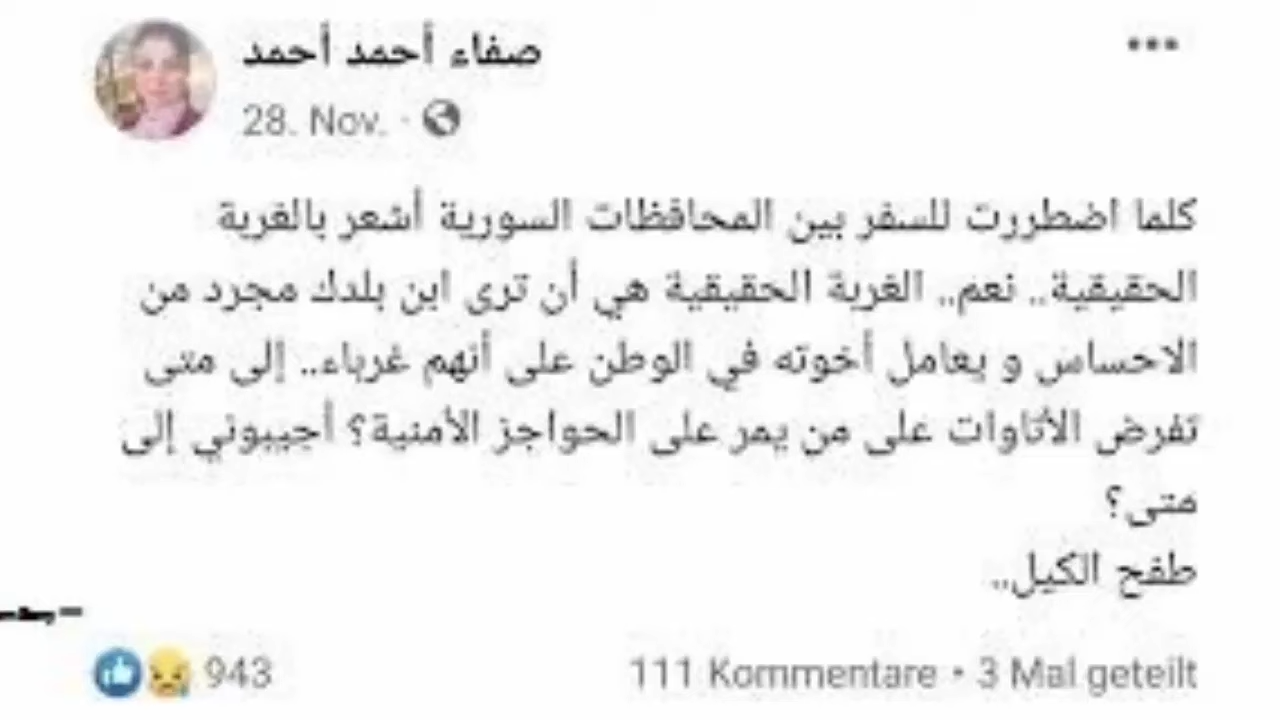 صفاء أحمد أحمد
28. Nov. ·
كلما اضطررت للسفر بين المحافظات السورية أشعر بالغربة
الحقيقية.. نعم.. الغربة الحقيقية هي أن ترى ابن بلدك مجرد من
الاحساس و يعامل أخوته في الوطن على أنهم غرباء.. إلى متى
تفرض الأتاوات على من يمر على الحواجز الأمنية؟ أجيبوني إلى
متى؟
طفح الكيل..
943
111 Kommentare • 3 Mal geteilt